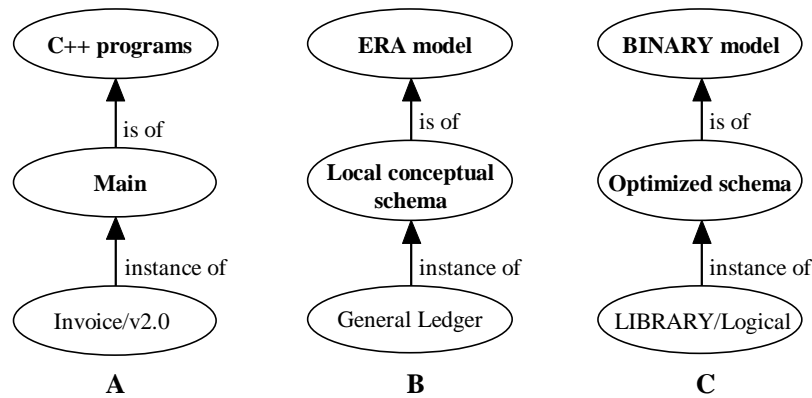 C++ programs
ERA model
BINARY model
is of
is of
is of
Main
Local conceptual
schema
Optimized schema
instance of
instance of
instance of
Invoice/v2.0
General Ledger
LIBRARY/Logical
A
B
C